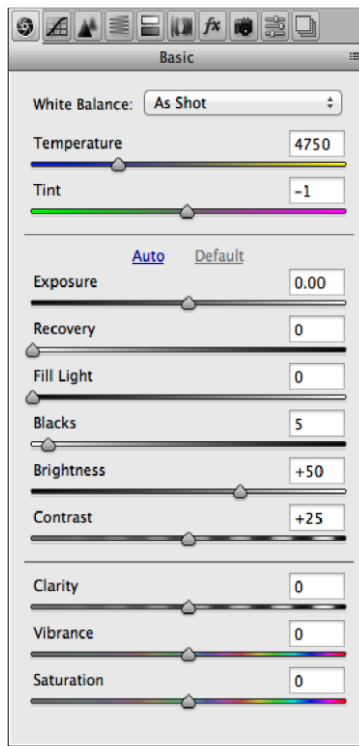 fx
Basic
White Balance: As Shot
Temperature 4750
Tint -1
Auto Default
Exposure 0.00
Recovery 0
Fill Light 0
Blacks 5
Brightness +50
Contrast +25
Clarity 0
Vibrance 0
Saturation 0